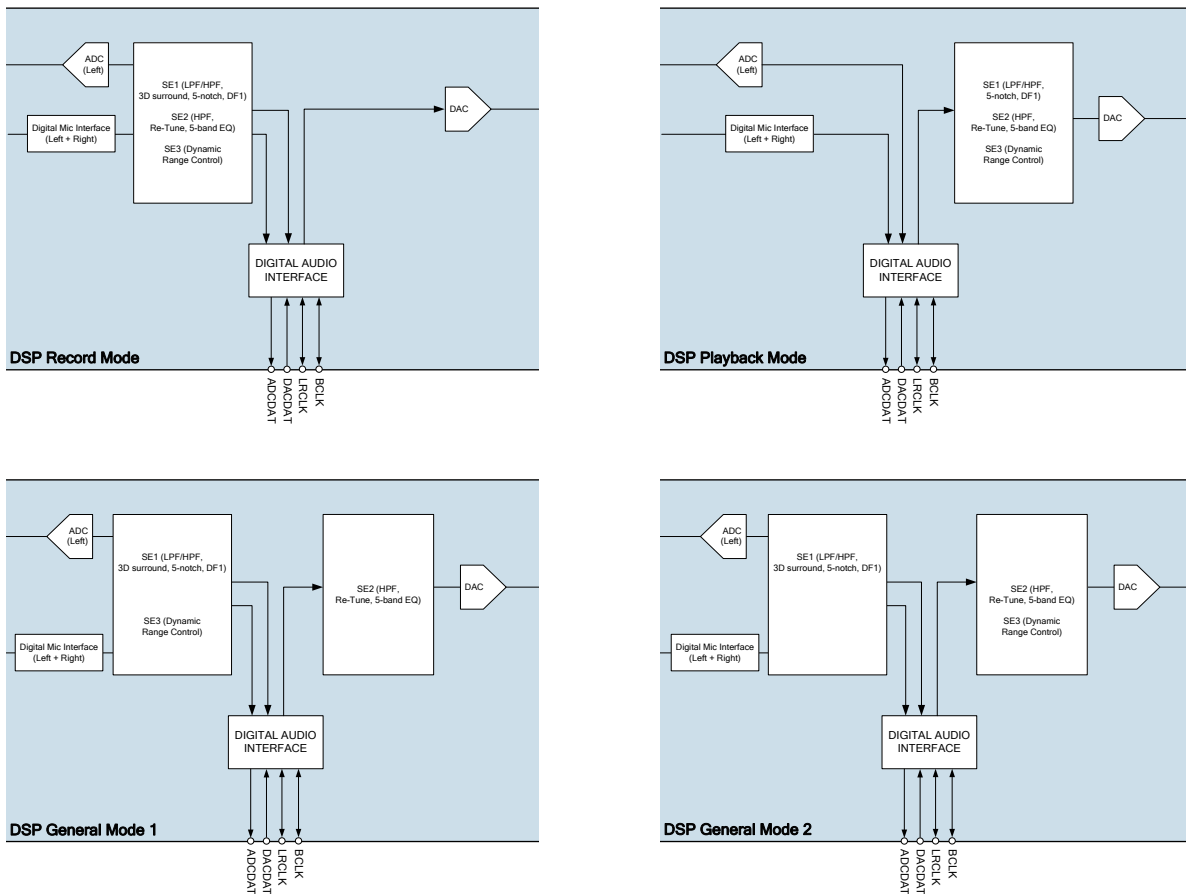 ADC
(Left)
SE1 (LPF/HPF,
3D surround, 5-notch, DF1)
SE2 (HPF,
Re-Tune, 5-band EQ)
SE3 (Dynamic
Range Control)
Digital Mic Interface
(Left + Right)
DAC
DIGITAL AUDIO
INTERFACE
DSP Record Mode
ADCDAT
DACDAT
LRCLK
BCLK
ADC
(Left)
Digital Mic Interface
(Left + Right)
SE1 (LPF/HPF,
5-notch, DF1)
SE2 (HPF,
Re-Tune, 5-band EQ)
SE3 (Dynamic
Range Control)
DAC
DIGITAL AUDIO
INTERFACE
DSP Playback Mode
ADCDAT
DACDAT
LRCLK
BCLK
ADC
(Left)
SE1 (LPF/HPF,
3D surround, 5-notch, DF1)
SE3 (Dynamic
Range Control)
Digital Mic Interface
(Left + Right)
SE2 (HPF,
Re-Tune, 5-band EQ)
DAC
DIGITAL AUDIO
INTERFACE
DSP General Mode 1
ADCDAT
DACDAT
LRCLK
BCLK
ADC
(Left)
SE1 (LPF/HPF,
3D surround, 5-notch, DF1)
Digital Mic Interface
(Left + Right)
SE2 (HPF,
Re-Tune, 5-band EQ)
SE3 (Dynamic
Range Control)
DAC
DIGITAL AUDIO
INTERFACE
DSP General Mode 2
ADCDAT
DACDAT
LRCLK
BCLK